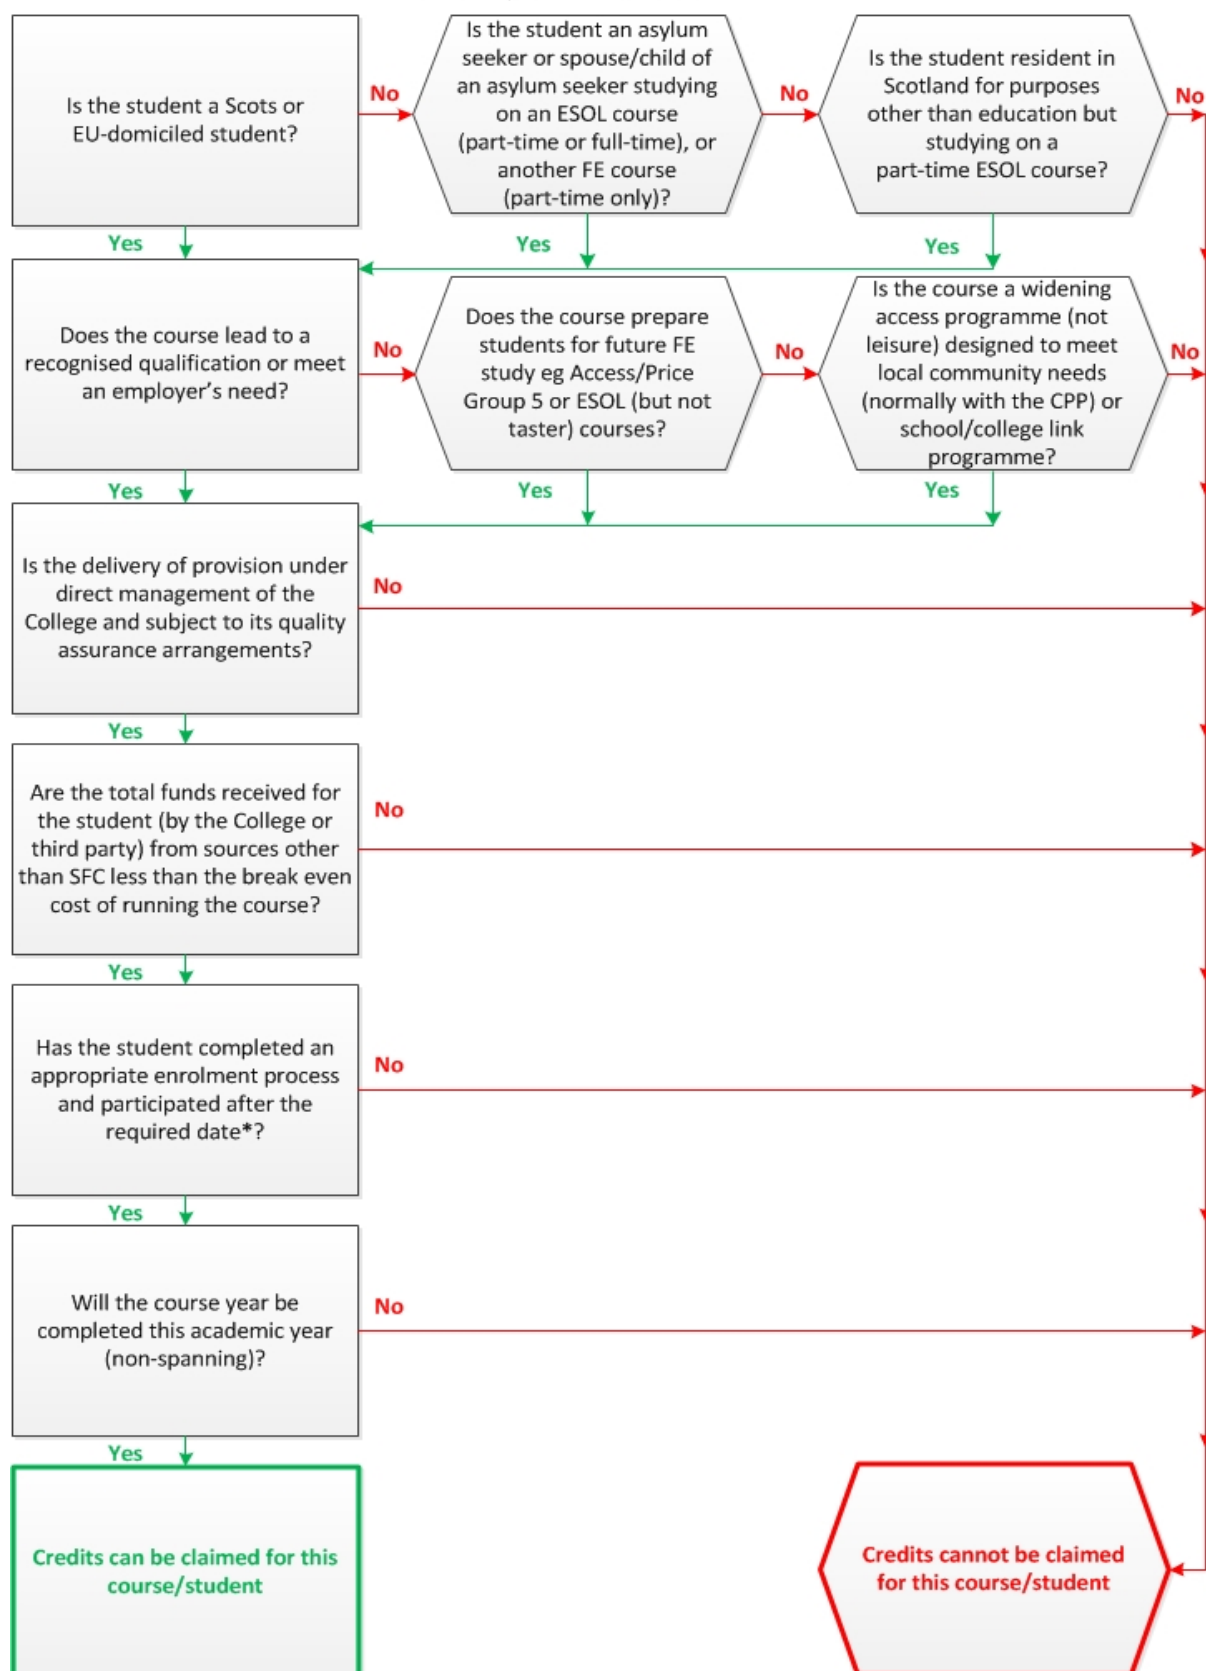 Is the student a Scots or
EU-domiciled student?
No
Is the student an asylum
seeker or spouse/child of
an asylum seeker studying
on an ESOL course
(part-time or full-time), or
another FE course
(part-time only)?
No
Is the student resident in
Scotland for purposes
other than education but
studying on a
part-time ESOL course?
No
Yes
Yes
Yes
Does the course lead to a
recognised qualification or meet
an employer's need?
No
Does the course prepare
students for future FE
study eg Access/Price
Group 5 or ESOL (but not
taster) courses?
No
Is the course a widening
access programme (not
leisure) designed to meet
local community needs
(normally with the CPP) or
school/college link
programme?
No
Yes
Yes
Yes
Is the delivery of provision under
direct management of the
College and subject to its quality
assurance arrangements?
No
Yes
Are the total funds received for
the student (by the College or
third party) from sources other
than SFC less than the break even
cost of running the course?
No
Yes
Has the student completed an
appropriate enrolment process
and participated after the
required date*?
No
Yes
Will the course year be
completed this academic year
(non-spanning)?
No
Yes
Credits can be claimed for this
course/student
Credits cannot be claimed
for this course/student